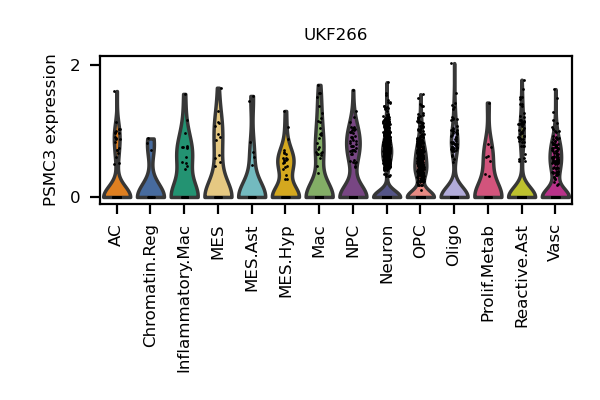 UKF266
PSMC3 expression
2
0
AC
Chromatin.Reg
Inflammatory.Mac
MES
MES.Ast
MES.Hyp
Mac
NPC
Neuron
OPC
Oligo
Prolif.Metab
Reactive.Ast
Vasc